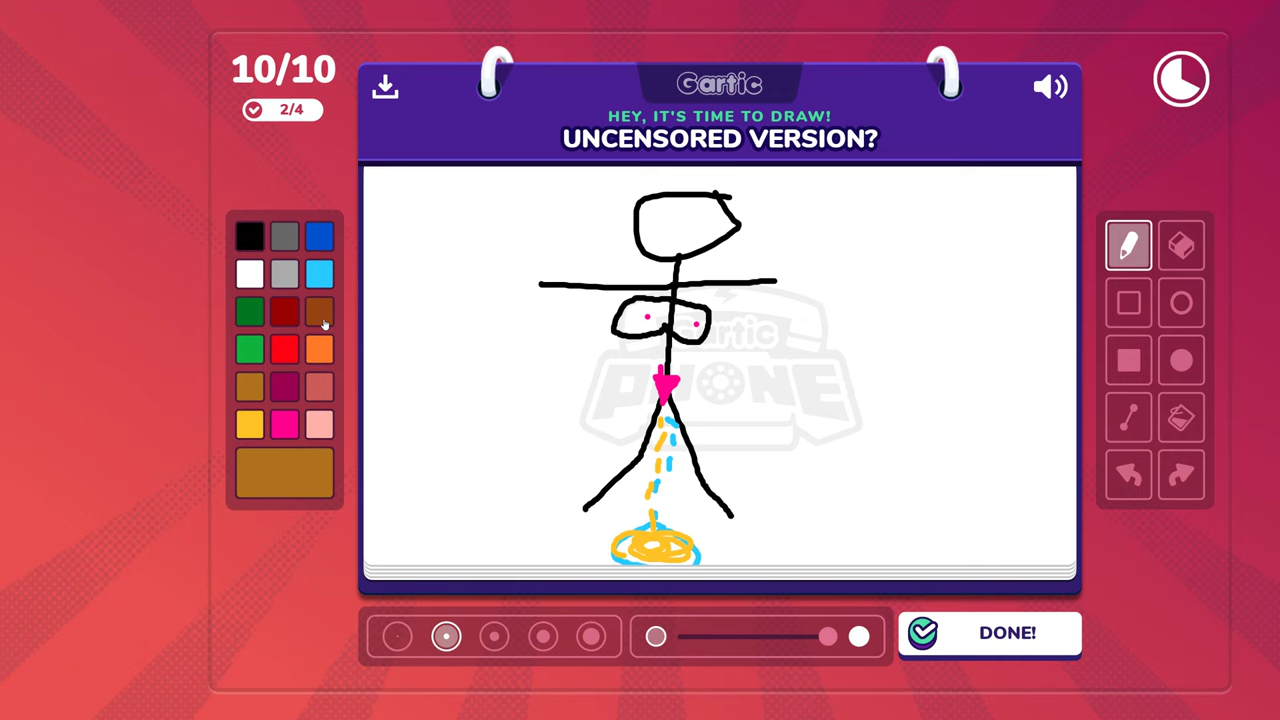 10/10
2/4
Gartic
HEY, IT'S TIME TO DRAW!
UNCENSORED VERSION?
Gartic
PHONE
DONE!